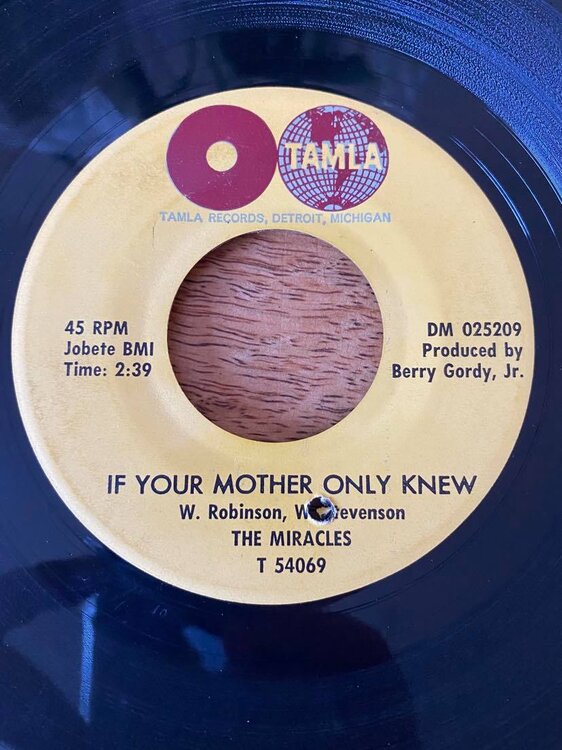 TAMLA
TAMLA RECORDS, DETROIT, MICHIGAN
45 RPM
Jobete BMI
Time: 2:39
DM 025209
Produced by
Berry Gordy, Jr.
IF YOUR MOTHER ONLY KNEW
W. Robinson, W. evenson
THE MIRACLES
T 54069